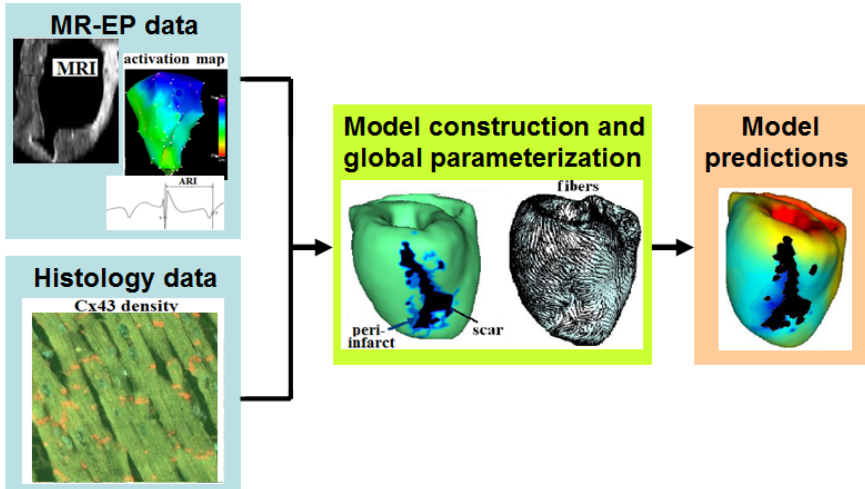 MR-EP data
MRI
activation map
ARI
Histology data
Cx43 density
Model construction and
global parameterization
fibers
peri-
infarct
scar
Model
predictions